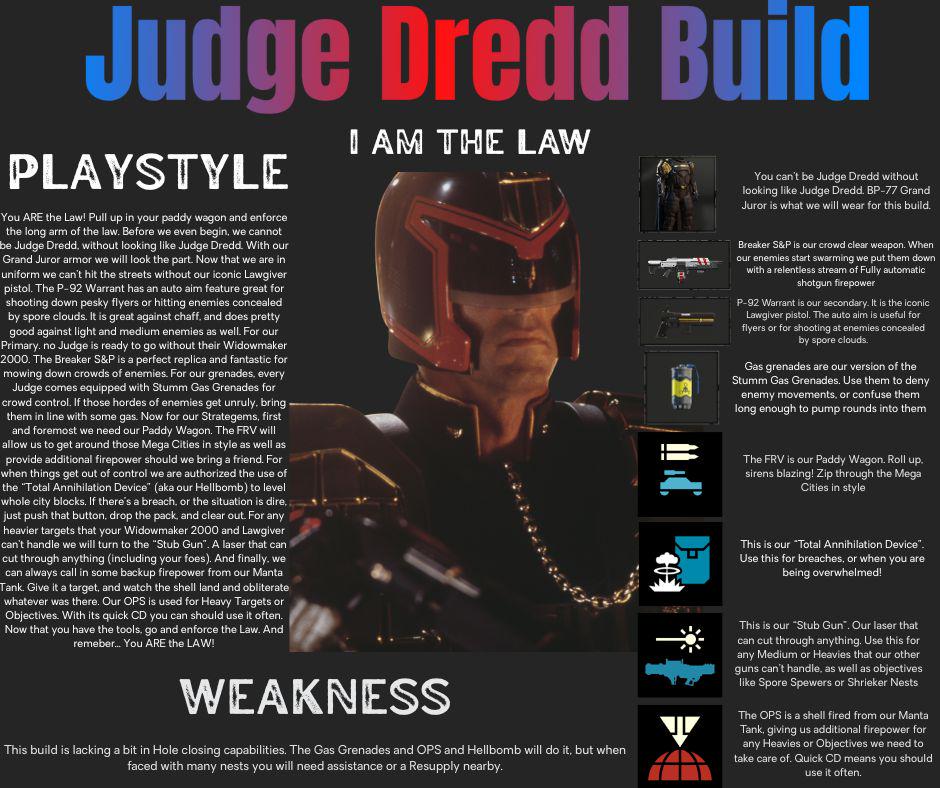 Judge Dredd Build
I AM THE LAW
PLAYSTYLE
You ARE the Law! Pull up in your paddy wagon and enforce
the long arm of the law. Before we even begin, we cannot
be Judge Dredd, without looking like Judge Dredd. With our
Grand Juror armor we will look the part. Now that we are in
uniform we can't hit the streets without our iconic Lawgiver
pistol. The P-92 Warrant has an auto aim feature great for
shooting down pesky flyers or hitting enemies concealed
by spore clouds. It is great against chaff, and does pretty
good against light and medium enemies as well. For our
Primary. no Judge is ready to go without their Widowmaker
2000. The Breaker S&P is a perfect replica and fantastic for
mowing down crowds of enemies. For our grenades, every
Judge comes equipped with Stumm Gas Grenades for
crowd control. If those hordes of enemies get unruly, bring
them in line with some gas. Now for our Strategems, first
and foremost we need our Paddy Wagon. The FRV will
allow us to get around those Mega Cities in style as well as
provide additional firepower should we bring a friend. For
when things get out of control we are authorized the use of
the "Total Annihilation Device" (aka our Hellbomb) to level
whole city blocks. If there's a breach, or the situation is dire,
just push that button, drop the pack, and clear out. For any
heavier targets that your Widowmaker 2000 and Lawgiver
can't handle we will turn to the "Stub Gun". A laser that can
cut through anything (including your foes). And finally, we
can always call in some backup firepower from our Manta
Tank. Give it a target, and watch the shell land and obliterate
whatever was there. Our OPS is used for Heavy Targets or
Objectives. With its quick CD you can should use it often.
Now that you have the tools, go and enforce the Law. And
remeber... You ARE the LAW!
You can't be Judge Dredd without
looking like Judge Dredd. BP-77 Grand
Juror is what we will wear for this build.
Breaker S&P is our crowd clear weapon. When
our enemies start swarming we put them down
with a relentless stream of Fully automatic
shotgun firepower
P-92 Warrant is our secondary. It is the iconic
Lawgiver pistol. The auto aim is useful for
flyers or for shooting at enemies concealed
by spore clouds.
Gas grenades are our version of the
Stumm Gas Grenades. Use them to deny
enemy movements, or confuse them
long enough to pump rounds into them
The FRV is our Paddy Wagon. Roll up,
sirens blazing! Zip through the Mega
Cities in style
This is our "Total Annihilation Device".
Use this for breaches, or when you are
being overwhelmed!
This is our "Stub Gun". Our laser that
can cut through anything. Use this for
any Medium or Heavies that our other
guns can't handle, as well as objectives
like Spore Spewers or Shrieker Nests
The OPS is a shell fired from our Manta
Tank, giving us additional firepower for
any Heavies or Objectives we need to
take care of. Quick CD means you should
use it often.
WEAKNESS
This build is lacking a bit in Hole closing capabilities. The Gas Grenades and OPS and Hellbomb will do it, but when
faced with many nests you will need assistance or a Resupply nearby.